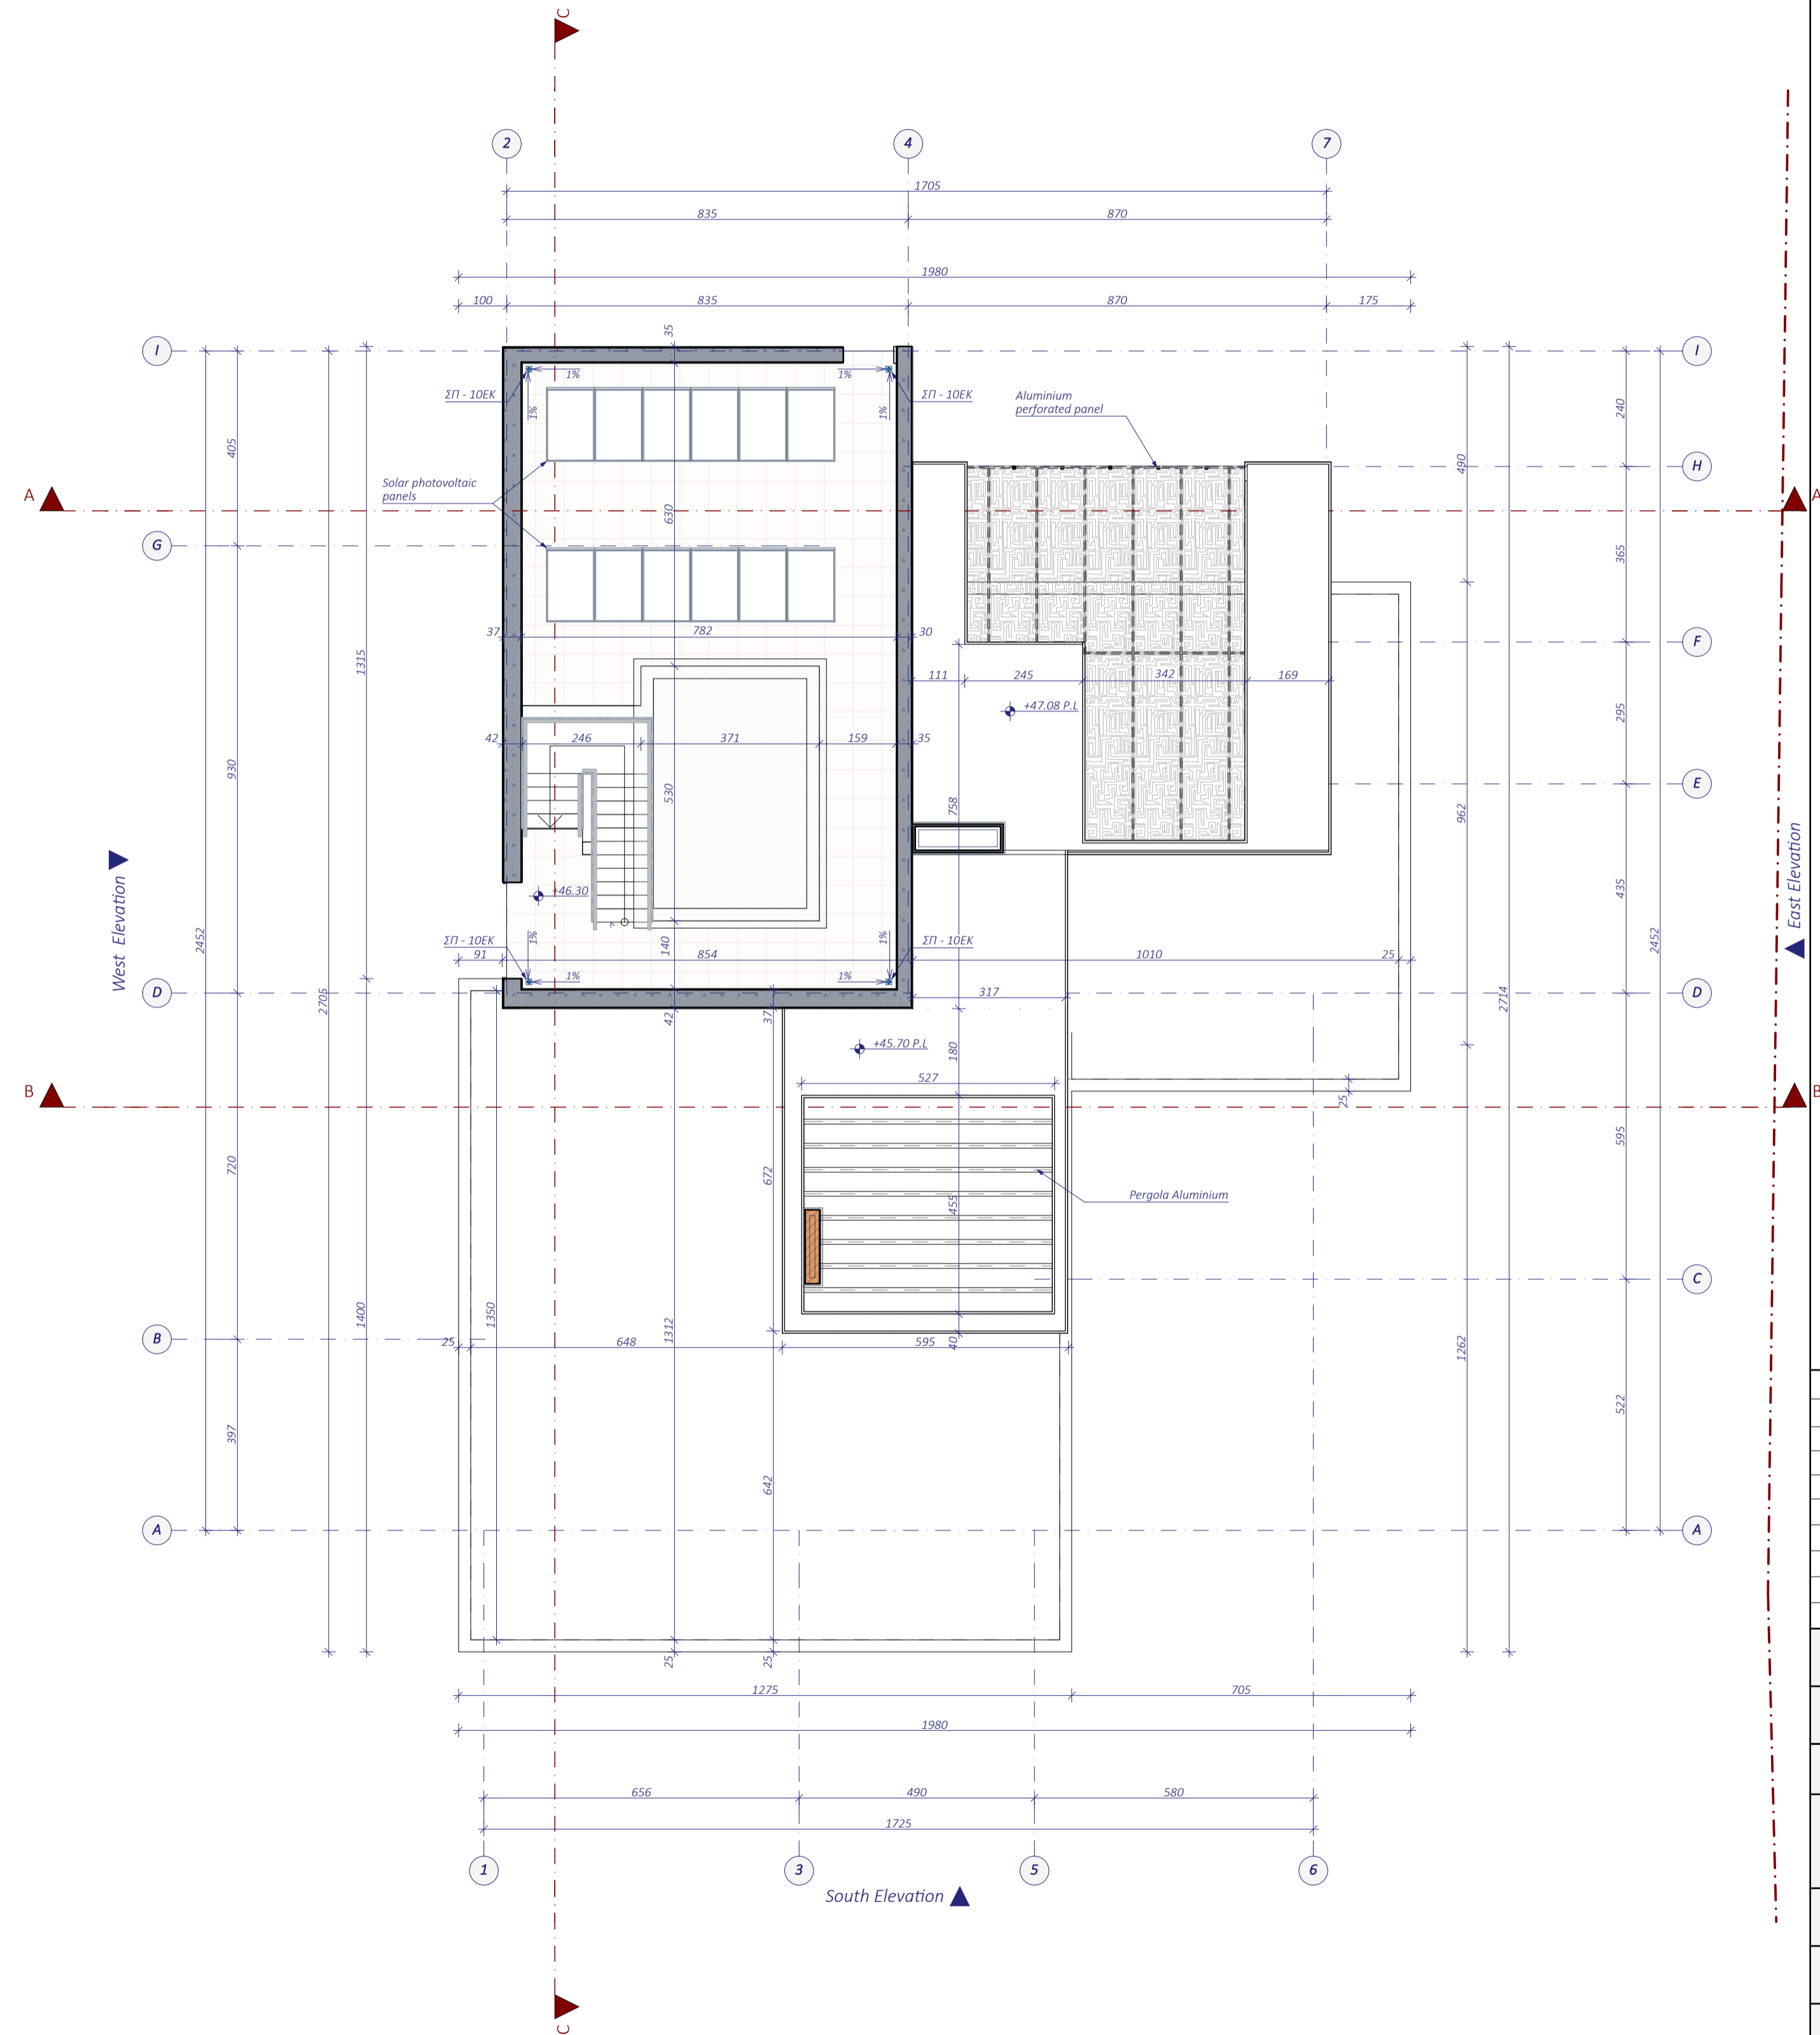 C
2
4
7
1705
835
870
1980
100
835
870
175
35
I
I
1%
1%
ΣΠ - 10ΕΚ
ΣΠ - 10ΕΚ
1%
1%
Aluminium
perforated panel
240
405
490
H
Solar photovoltaic
panels
A
A
630
G
365
37
782
30
F
1315
111
245
342
169
+47.08 P.L
295
42
246
371
159
35
930
530
758
E
962
West Elevation
East Elevation
+46.30
435
ΣΠ - 10ΕΚ
ΣΠ - 10ΕΚ
1%
1%
2452
140
2452
91
854
1010
25
1%
1%
D
D
2705
317
2714
42
37
+45.70 P.L
180
527
B
B
25
595
720
672
Pergola Aluminium
455
C
1400
1350
1312
B
25
648
595
40
1262
522
397
642
A
A
25
25
1275
705
1980
656
490
580
1725
1
3
5
6
South Elevation
C